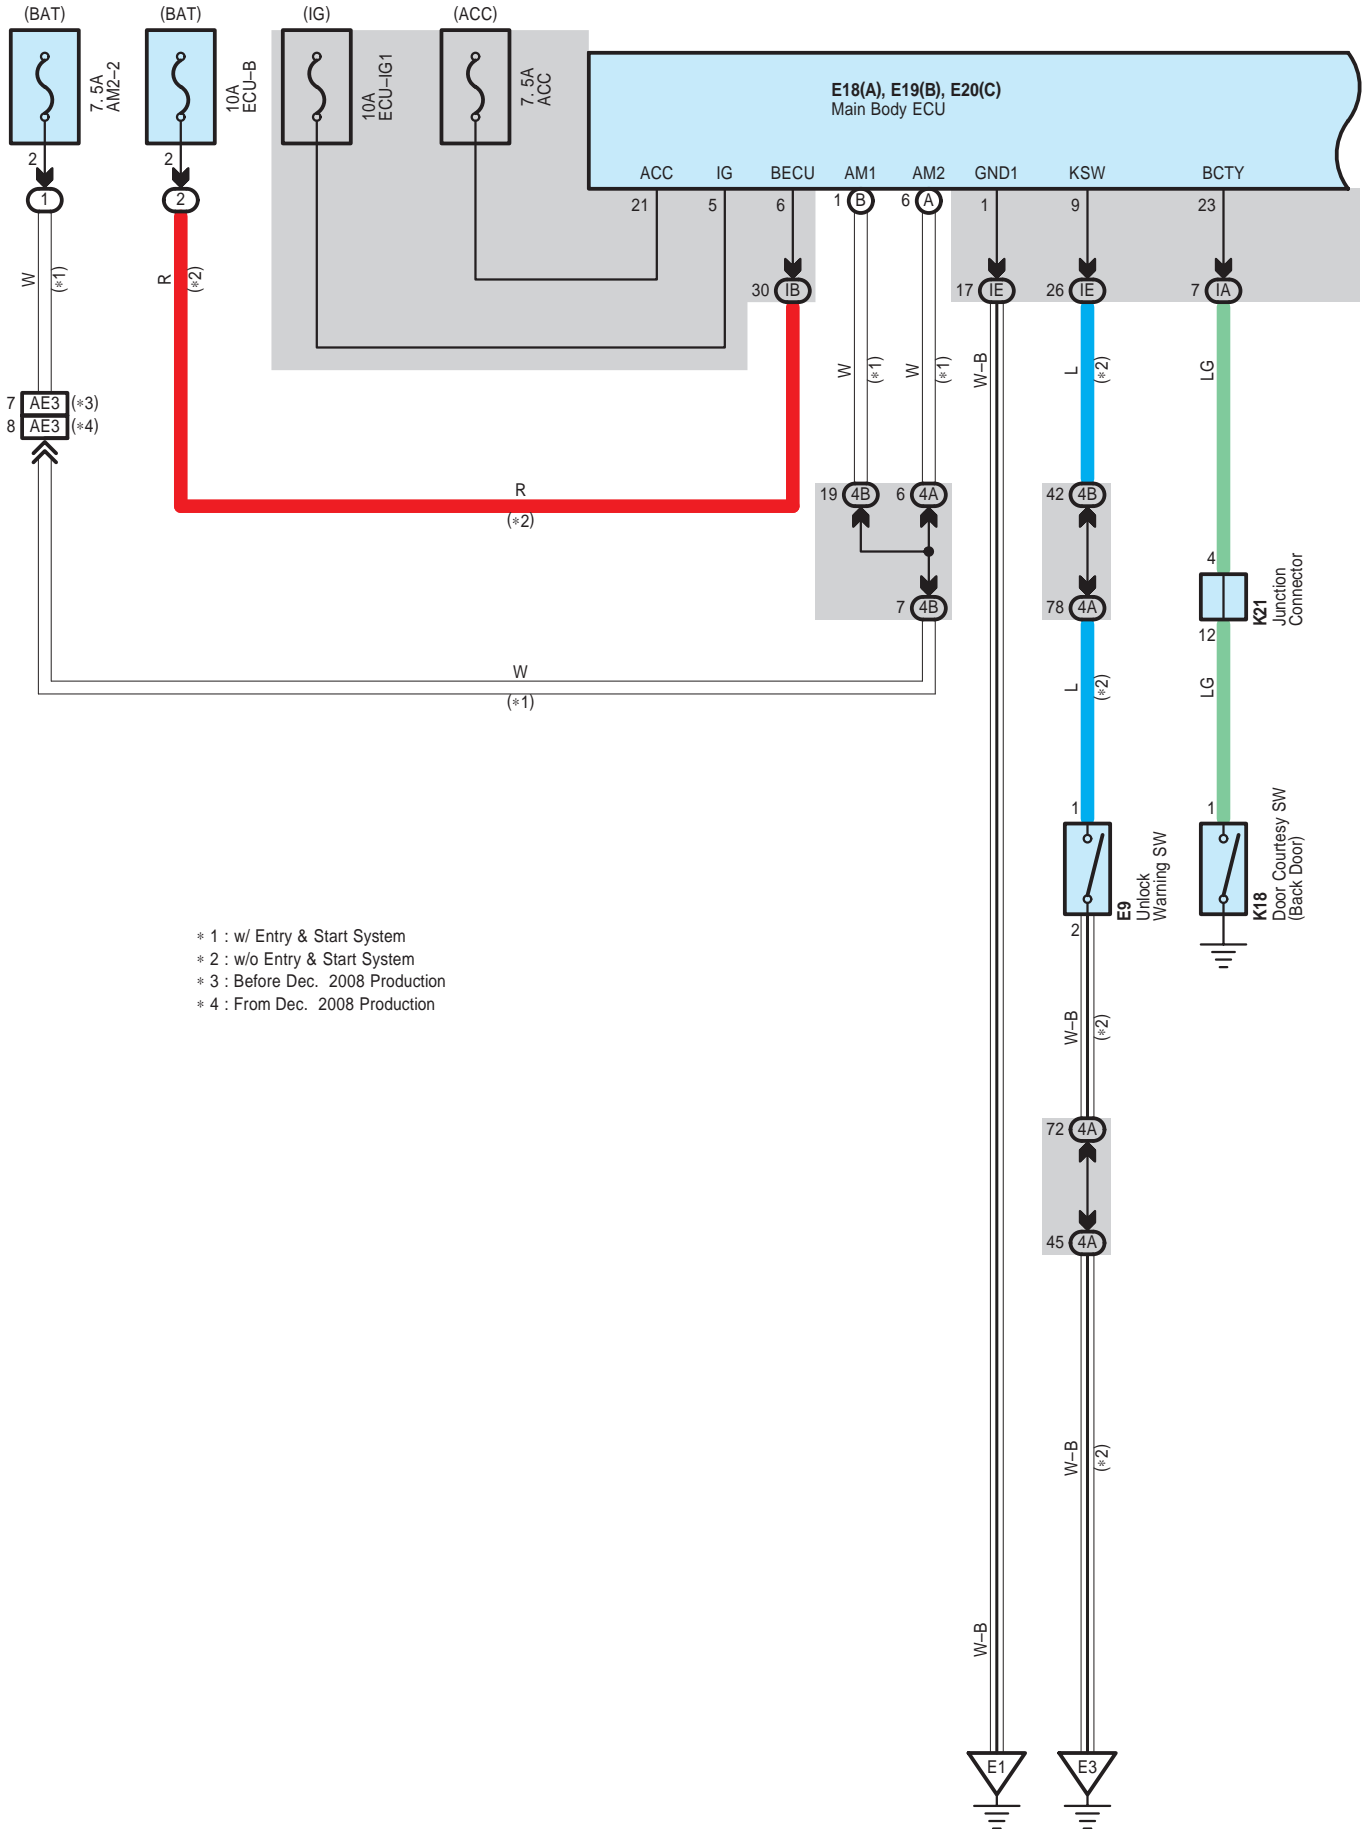 (BAT)
(BAT)
(IG)
(ACC)
7. 5A
AM2–2
10A
ECU–B
10A
ECU–IG1
7. 5A
ACC
E18(A), E19(B), E20(C)
Main Body ECU
ACC
IG
BECU
AM1
AM2
GND1
KSW
BCTY
2
2
21
5
6
1
B
6
A
1
9
23
1
2
W
(∗1)
R
(∗2)
30
IB
17
IE
26
IE
7
IA
W
(∗1)
W
(∗1)
W–B
L
(∗2)
LG
7
AE3
(∗3)
8
AE3
(∗4)
R
(∗2)
19
4B
6
4A
42
4B
4
7
4B
78
4A
K21
Junction
Connector
12
W
(∗1)
L
(∗2)
LG
1
1
E9
Unlock
Warning SW
K18
Door Courtesy SW
(Back Door)
2
∗ 1 : w/ Entry & Start System
∗ 2 : w/o Entry & Start System
∗ 3 : Before Dec. 2008 Production
∗ 4 : From Dec. 2008 Production
W–B
(∗2)
72
4A
45
4A
W–B
(∗2)
W–B
E1
E3